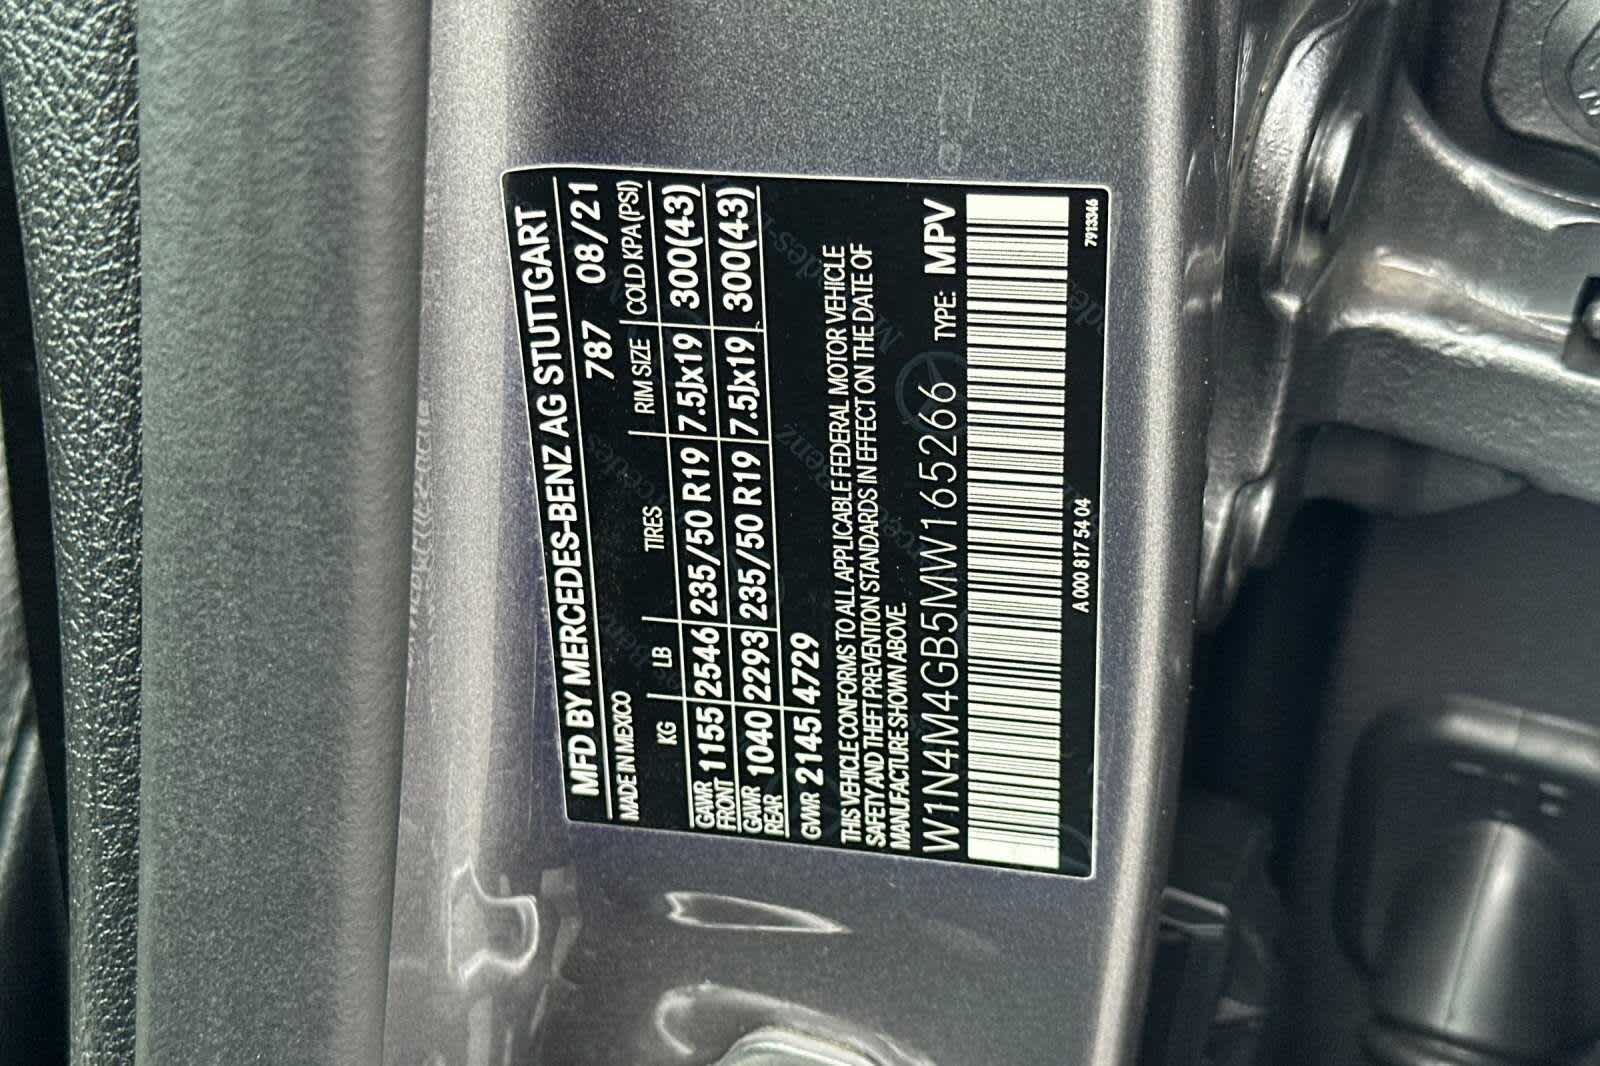 MFD BY MERCEDES-BENZ AG STUTTGART
MADE IN MEXICO 787 08/21
KG LB TIRES RIM SIZE COLD KPA(PSI)
GAWR FRONT 1155 2546 235/50 R19 7.5Jx19 300(43)
GAWR REAR 1040 2293 235/50 R19 7.5Jx19 300(43)
GVWR 2145 4729
THIS VEHICLE CONFORMS TO ALL APPLICABLE FEDERAL MOTOR VEHICLE
SAFETY AND THEFT PREVENTION STANDARDS IN EFFECT ON THE DATE OF
MANUFACTURE SHOWN ABOVE.
W1N4M4GB5MW165266 TYPE: MPV
A 000 817 54 04 7913346